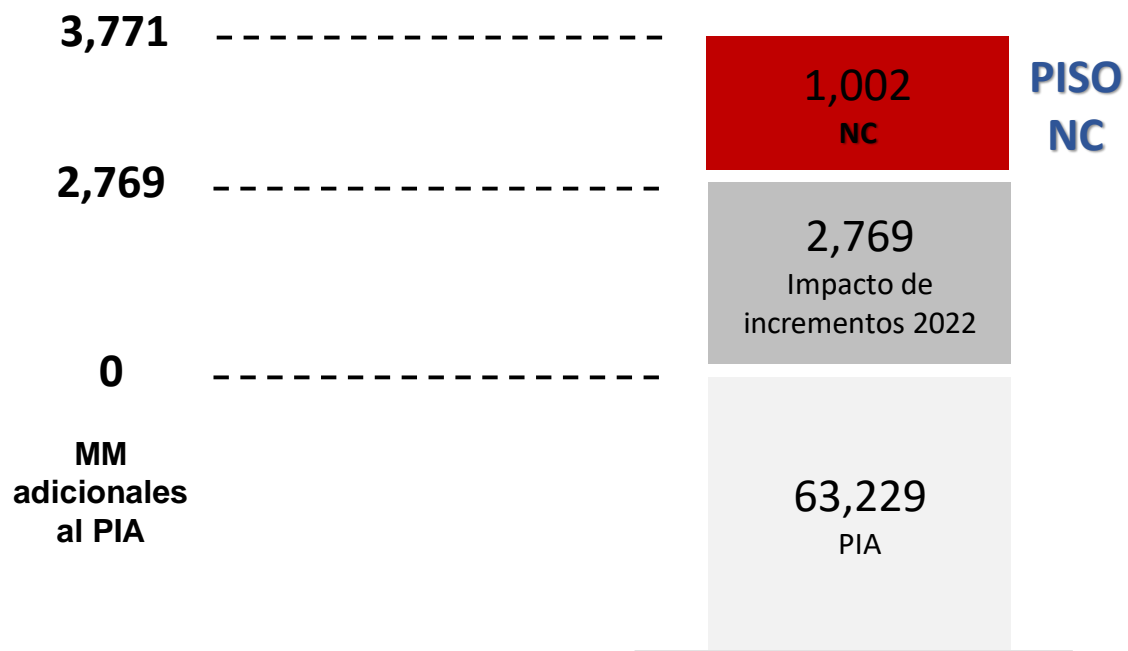 3,771
1,002
NC
PISO
NC
2,769
2,769
Impacto de
incrementos 2022
0
MM
adicionales
al PIA
63,229
PIA